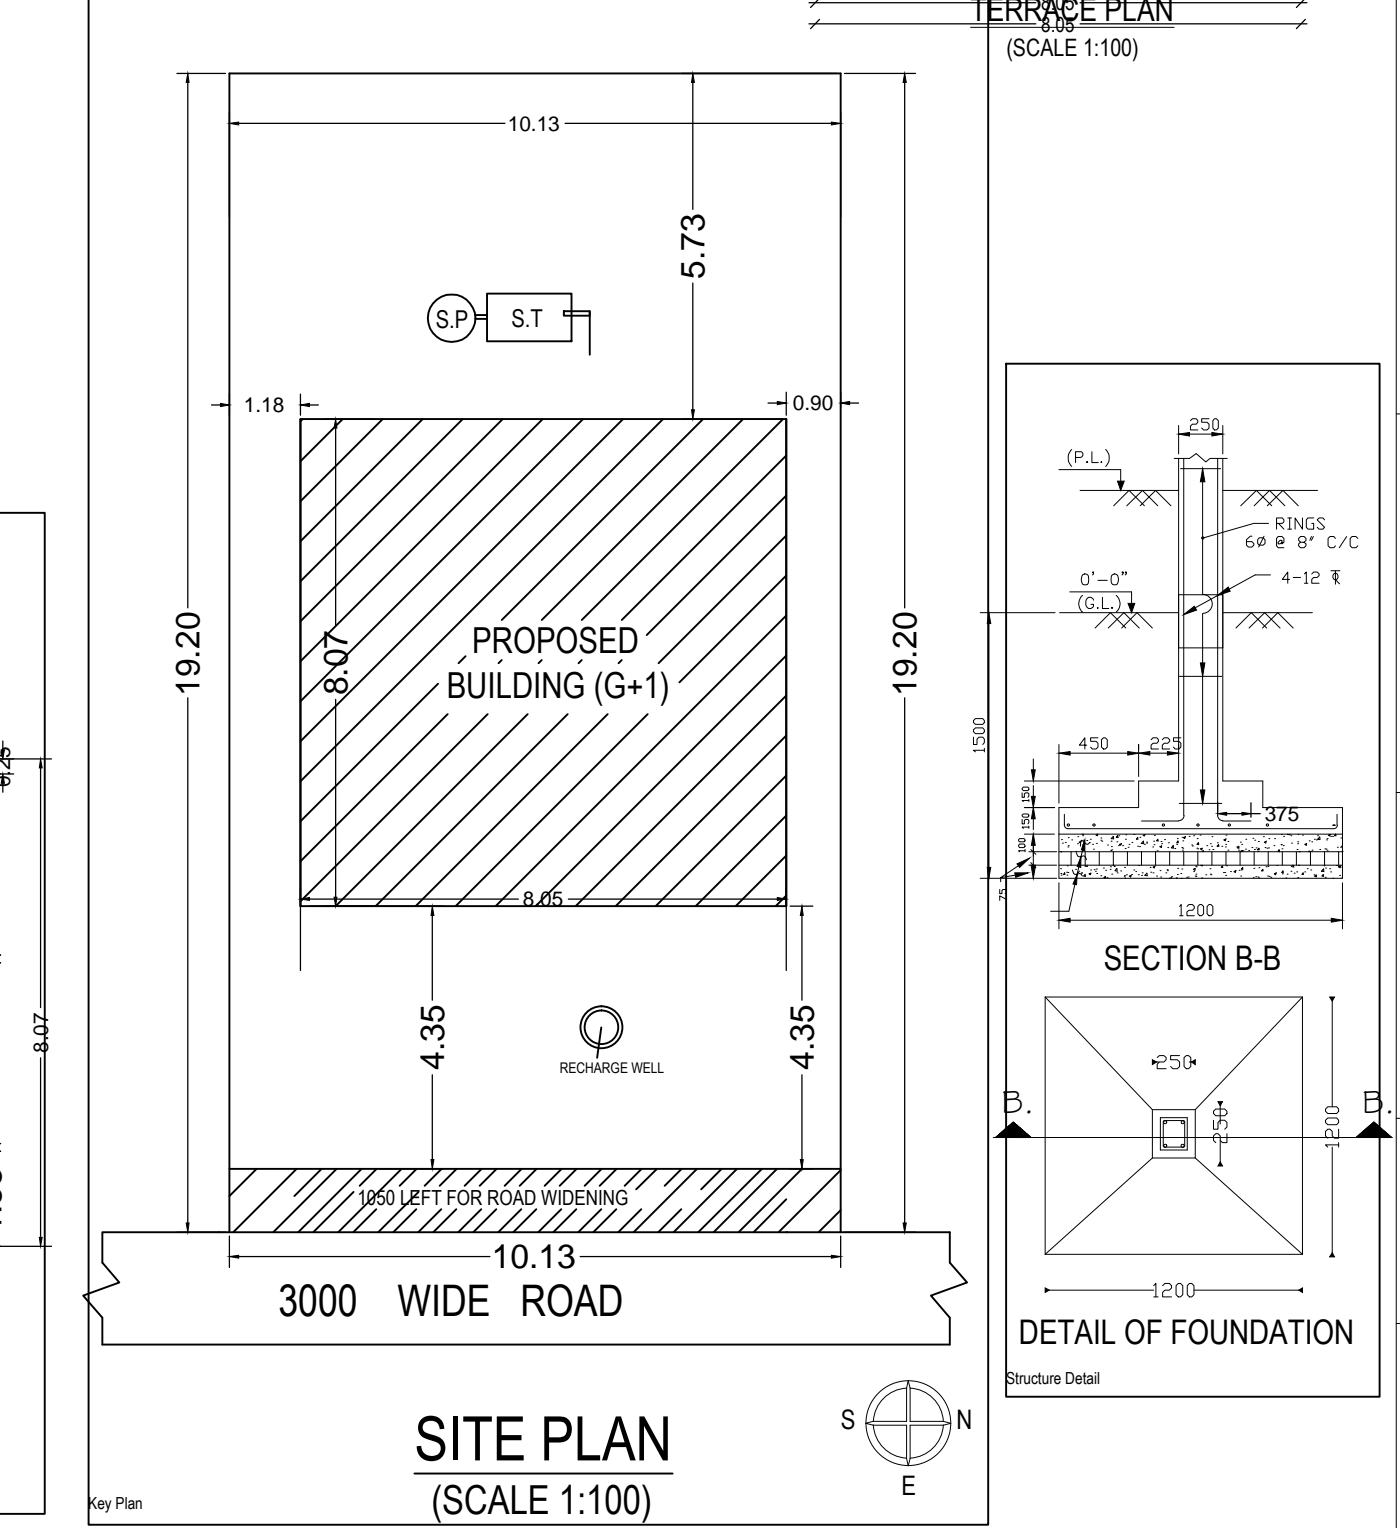 8.05
TERRACE PLAN
8.05
(SCALE 1:100)
10.13
5.73
S.P
S.T
1.18
0.90
19.20
8.07
PROPOSED
BUILDING (G+1)
19.20
8.05
4.35
4.35
RECHARGE WELL
1050 LEFT FOR ROAD WIDENING
10.13
3000 WIDE ROAD
S
N
E
SITE PLAN
(SCALE 1:100)
Key Plan
8.07
250
(P.L.)
RINGS
6Ø @ 8" C/C
0'-0"
4-12
(G.L.)
1500
450
225
150
150
375
100
75
1200
SECTION B-B
250
B.
B.
250
1200
1200
DETAIL OF FOUNDATION
Structure Detail